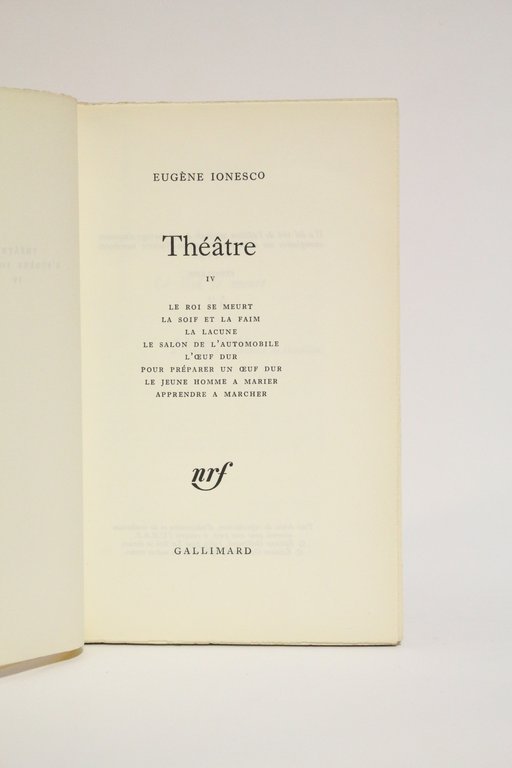 EUGÈNE IONESCO
Théâtre
IV
LE ROI SE MEURT
LA SOIF ET LA FAIM
LA LACUNE
LE SALON DE L'AUTOMOBILE
L'ŒUF DUR
POUR PRÉPARER UN ŒUF DUR
LE JEUNE HOMME A MARIER
APPRENDRE A MARCHER
nrf
GALLIMARD